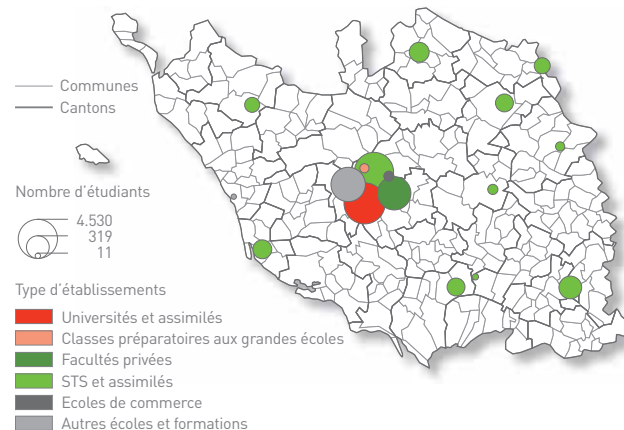 Communes
Cantons
Nombre d'étudiants
4.530
319
11
Type d'établissements
Universités et assimilés
Classes préparatoires aux grandes écoles
Facultés privées
STS et assimilés
Ecoles de commerce
Autres écoles et formations